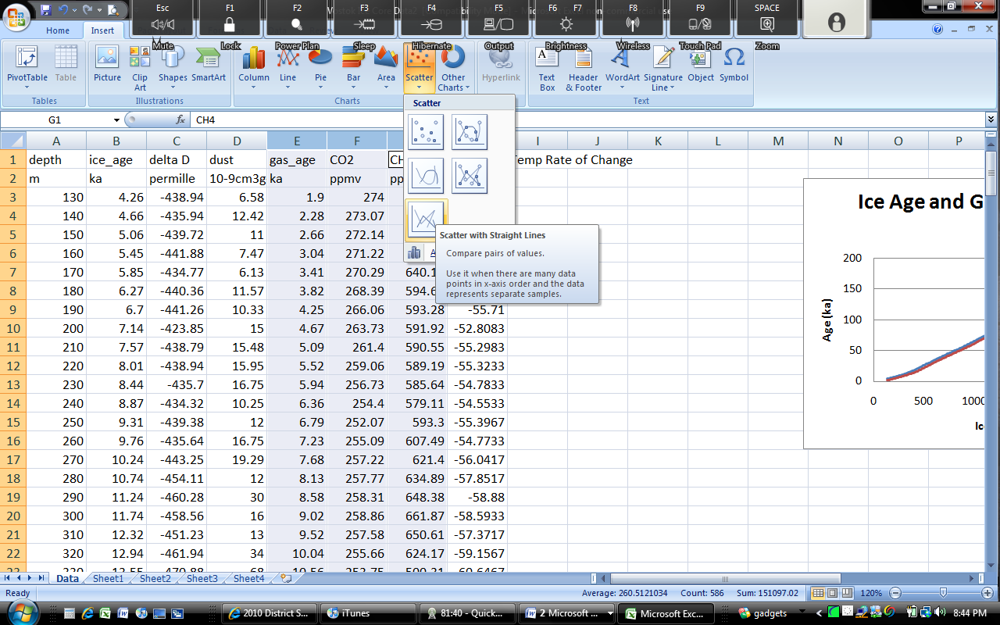 Esc F1 F2 F3 F4 F5 F6 F7 F8 F9 SPACE
Home Insert
Mute Lock Power Plan Sleep Hibernate Output Brightness Wireless Touch Pad Zoom
PivotTable Table Picture Clip Art Shapes SmartArt Column Line Pie Bar Area Scatter Other Charts Hyperlink Text Box Header & Footer WordArt Signature Line Object Symbol
Tables Illustrations Charts Text
Scatter
G1 fx CH4
A B C D E F I J K L M N O P
1 depth ice_age delta D dust gas_age CO2 CH Temp Rate of Change
2 m ka permille 10-9cm3g ka ppmv pp
3 130 4.26 -438.94 6.58 1.9 274
4 140 4.66 -435.94 12.42 2.28 273.07
5 150 5.06 -439.72 11 2.66 272.14
6 160 5.45 -441.88 7.47 3.04 271.22
7 170 5.85 -434.77 6.13 3.41 270.29 640.1
8 180 6.27 -440.36 11.57 3.82 268.39 594.6
9 190 6.7 -441.26 10.33 4.25 266.06 593.28 -55.71
10 200 7.14 -423.85 15 4.67 263.73 591.92 -52.8083
11 210 7.57 -438.79 15.48 5.09 261.4 590.55 -55.2983
12 220 8.01 -438.94 15.95 5.52 259.06 589.19 -55.3233
13 230 8.44 -435.7 16.75 5.94 256.73 585.64 -54.7833
14 240 8.87 -434.32 10.25 6.36 254.4 579.11 -54.5533
15 250 9.31 -439.38 12 6.79 252.07 593.3 -55.3967
16 260 9.76 -435.64 16.75 7.23 255.09 607.49 -54.7733
17 270 10.24 -443.25 19.29 7.68 257.22 621.4 -56.0417
18 280 10.74 -454.11 12 8.13 257.77 634.89 -57.8517
19 290 11.24 -460.28 30 8.58 258.31 648.38 -58.88
20 300 11.74 -458.56 16 9.02 258.86 661.87 -58.5933
21 310 12.32 -451.23 13 9.52 257.58 650.61 -57.3717
22 320 12.94 -461.94 34 10.04 255.66 624.17 -59.1567
Scatter with Straight Lines
Compare pairs of values.
Use it when there are many data
points in x-axis order and the data
represents separate samples.
Ice Age and G
Age (ka)
200
150
100
50
0
0 500 1000
Ic
Data Sheet1 Sheet2 Sheet3 Sheet4
Ready Average: 260.5121034 Count: 586 Sum: 151097.02 120%
2010 District S... iTunes 81:40 - Quick... 2 Microsoft ... Microsoft Exc... gadgets 8:44 PM